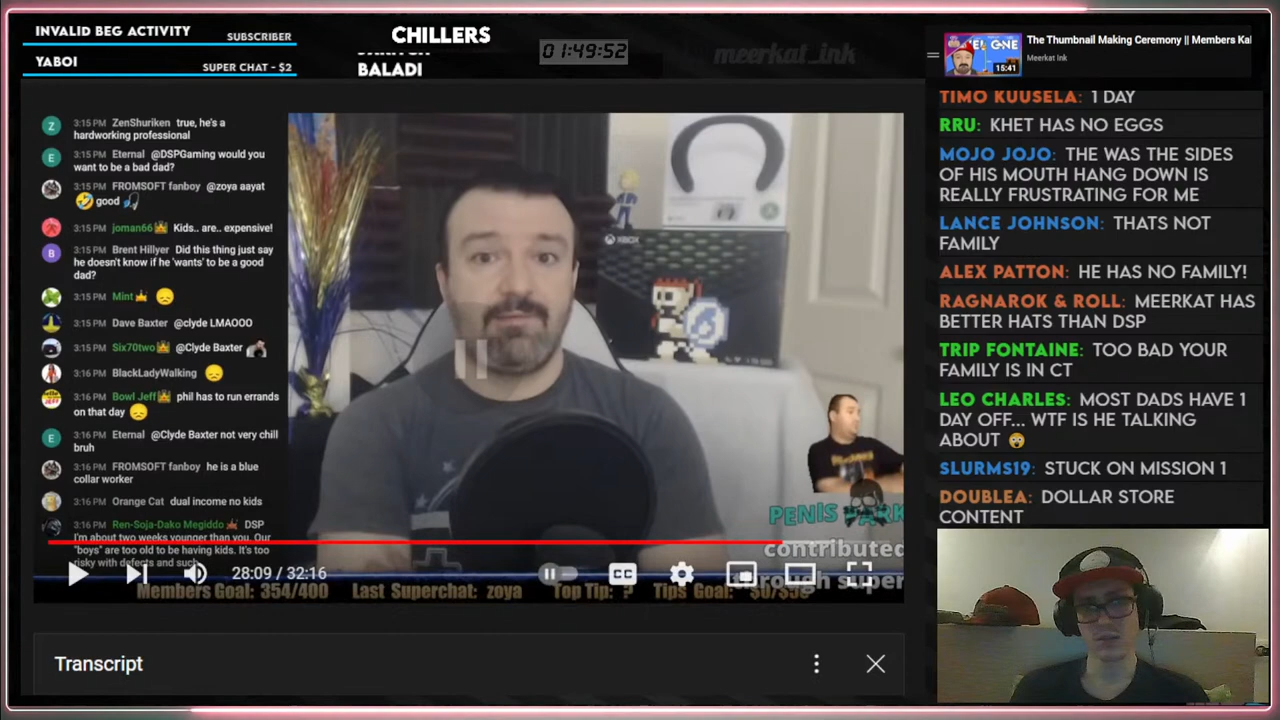 INVALID BEG ACTIVITY
SUBSCRIBER
YABOI
SUPER CHAT - $2
CHILLERS
BALADI
01:49:52
meerkat_ink
The Thumbnail Making Ceremony || Members Ka
Meerkat Ink
15:41
3:15 PM ZenShuriken true, he's a
hardworking professional
3:15 PM Eternal @DSPGaming would you
want to be a bad dad?
3:15 PM FROMSOFT fanboy @zoya aayat
🤣 good 🎣
3:15 PM joman66 Kids.. are.. expensive!
3:15 PM Brent Hillyer Did this thing just say
he doesn't know if he 'wants' to be a good
dad?
3:15 PM Mint 😞
3:15 PM Dave Baxter @clyde LMAOOO
3:15 PM Six70two @Clyde Baxter
3:16 PM BlackLadyWalking 😞
3:16 PM Bowl Jeff phil has to run errands
on that day 😞
3:16 PM Eternal @Clyde Baxter not very chill
bruh
3:16 PM FROMSOFT fanboy he is a blue
collar worker
3:16 PM Orange Cat dual income no kids
3:16 PM Ren-Soja-Dako Megiddo DSP
I'm about two weeks younger than you. Our
"boys" are too old to be having kids. It's too
risky with defects and such
XBOX
PENIS PARK
contributed
through super
28:09 / 32:16
CC
Members Goal: 354/400 Last Superchat: zoya Top Tip: ? Tips Goal:
Transcript
TIMO KUUSELA: 1 DAY
RRU: KHET HAS NO EGGS
MOJO JOJO: THE WAS THE SIDES
OF HIS MOUTH HANG DOWN IS
REALLY FRUSTRATING FOR ME
LANCE JOHNSON: THATS NOT
FAMILY
ALEX PATTON: HE HAS NO FAMILY!
RAGNAROK & ROLL: MEERKAT HAS
BETTER HATS THAN DSP
TRIP FONTAINE: TOO BAD YOUR
FAMILY IS IN CT
LEO CHARLES: MOST DADS HAVE 1
DAY OFF... WTF IS HE TALKING
ABOUT 😲
SLURMS19: STUCK ON MISSION 1
DOUBLEA: DOLLAR STORE
CONTENT